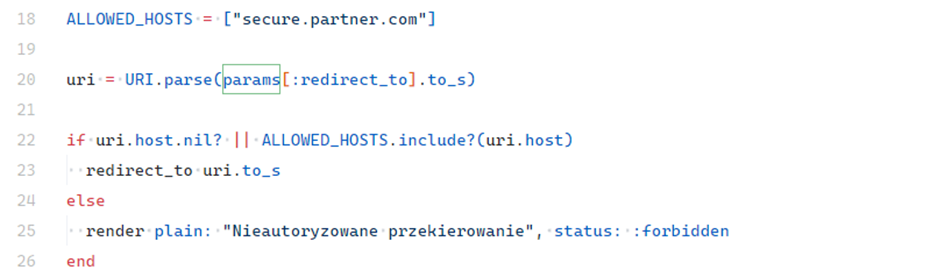 18 ALLOWED_HOSTS = ["secure.partner.com"]
19
20 uri = URI.parse(params[:redirect_to].to_s)
21
22 if uri.host.nil? || ALLOWED_HOSTS.include?(uri.host)
23   redirect_to uri.to_s
24 else
25   render plain: "Nieautoryzowane przekierowanie", status: :forbidden
26 end